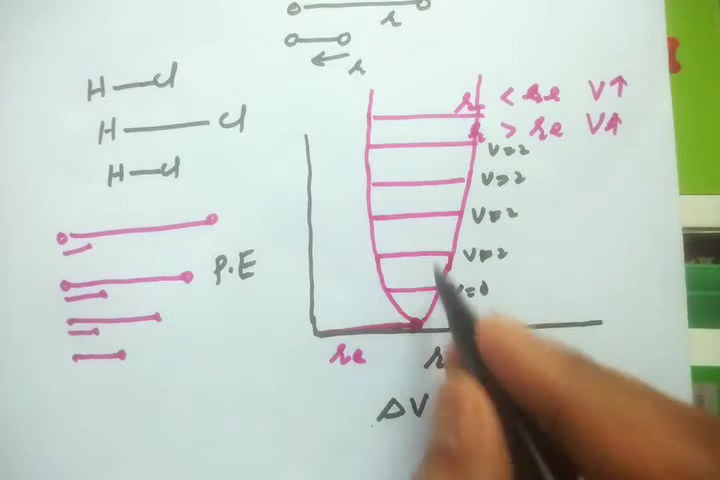 r
r
H—Cl
H—Cl
H—Cl
r < re V↑
r > re V↑
v=2
v=2
v=2
v=2
v=0
P.E
re
r
ΔV